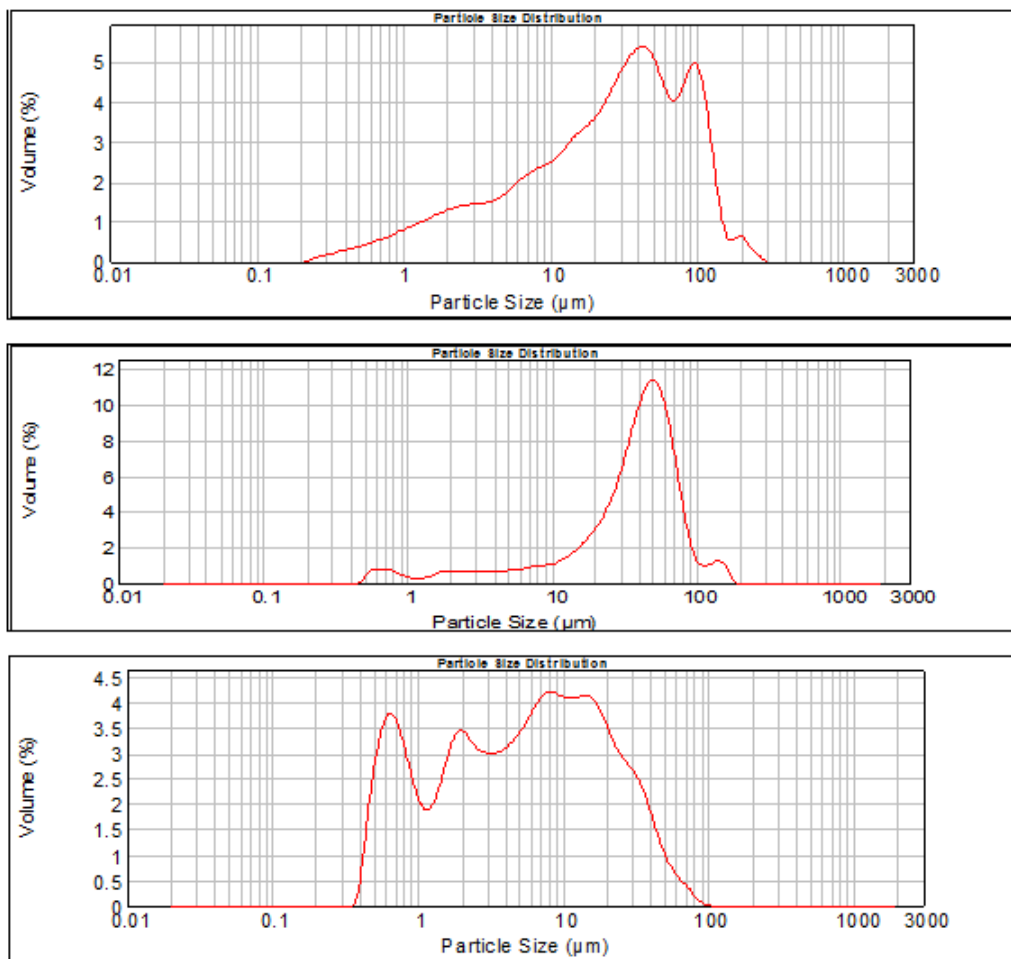 Particle Size Distribution
Volume (%)
5
4
3
2
1
0
0.01 0.1 1 10 100 1000 3000
Particle Size (µm)
Particle Size Distribution
Volume (%)
12
10
8
6
4
2
0
0.01 0.1 1 10 100 1000 3000
Particle Size (µm)
Particle Size Distribution
Volume (%)
4.5
4
3.5
3
2.5
2
1.5
1
0.5
0
0.01 0.1 1 10 100 1000 3000
Particle Size (µm)